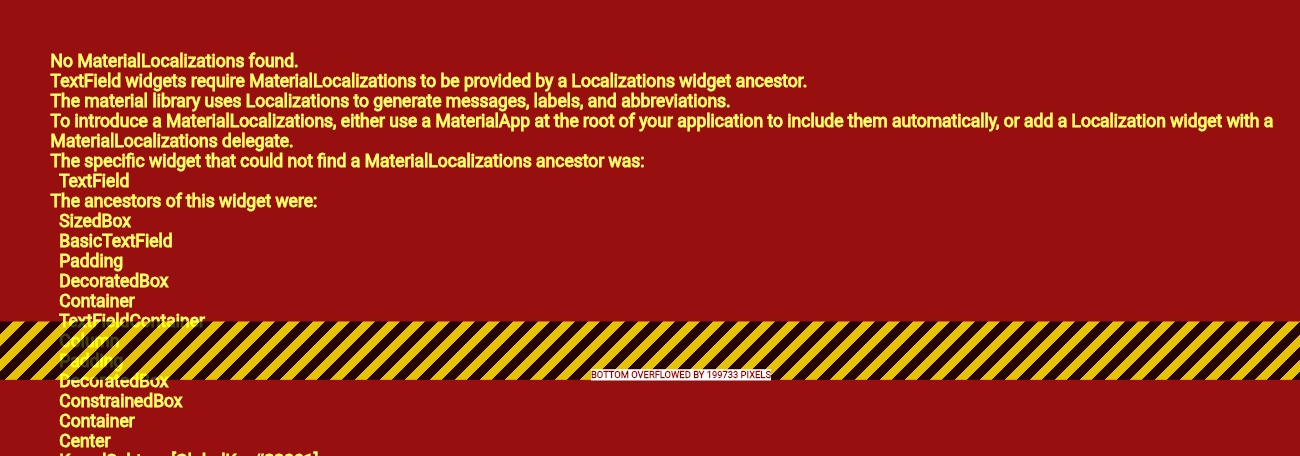 No MaterialLocalizations found.
TextField widgets require MaterialLocalizations to be provided by a Localizations widget ancestor.
The material library uses Localizations to generate messages, labels, and abbreviations.
To introduce a MaterialLocalizations, either use a MaterialApp at the root of your application to include them automatically, or add a Localization widget with a
MaterialLocalizations delegate.
The specific widget that could not find a MaterialLocalizations ancestor was:
TextField
The ancestors of this widget were:
SizedBox
BasicTextField
Padding
DecoratedBox
Container
TextFieldContainer
Column
Padding
BOTTOM OVERFLOWED BY 199733 PIXELS
DecoratedBox
ConstrainedBox
Container
Center